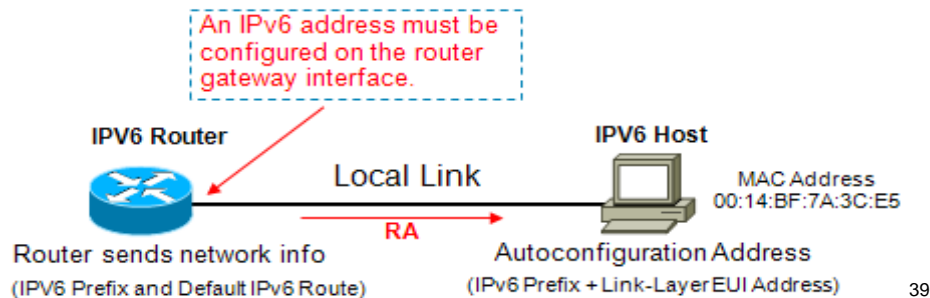 An IPv6 address must be
configured on the router
gateway interface.
IPV6 Router
IPV6 Host
Local Link
MAC Address
00:14:BF:7A:3C:E5
RA
Router sends network info
(IPV6 Prefix and Default IPv6 Route)
Autoconfiguration Address
(IPv6 Prefix + Link-Layer EUI Address)
39